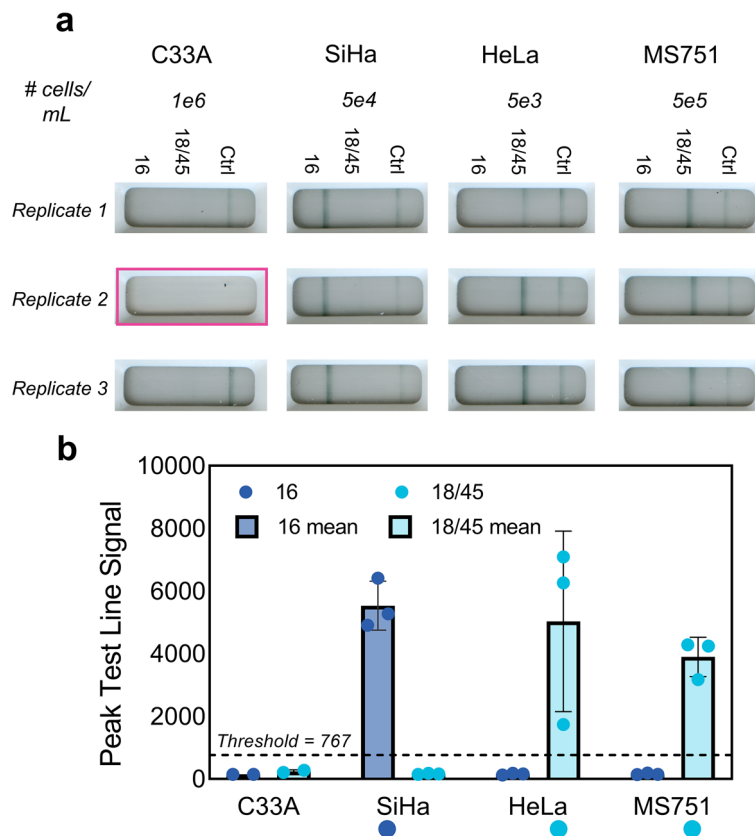 a
C33A SiHa HeLa MS751
# cells/
mL
1e6 5e4 5e3 5e5
16 18/45 Ctrl 16 18/45 Ctrl 16 18/45 Ctrl 16 18/45 Ctrl
Replicate 1
Replicate 2
Replicate 3
b
Peak Test Line Signal
10000
8000
6000
4000
2000
0
16 18/45
16 mean 18/45 mean
Threshold = 767
C33A SiHa HeLa MS751